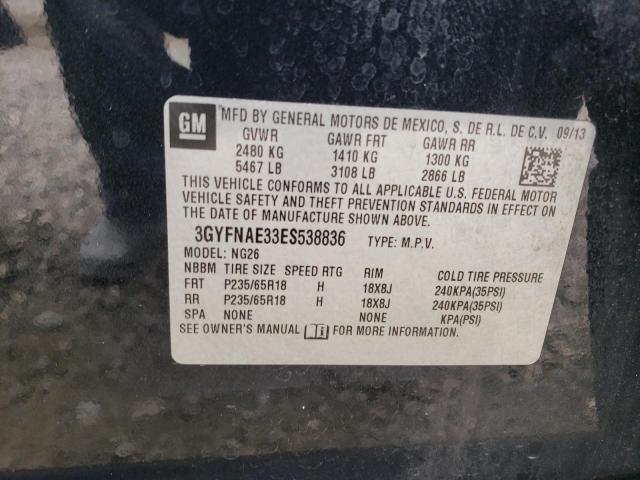 GM MFD BY GENERAL MOTORS DE MEXICO, S. DE R.L. DE C.V. 09/13
GVWR GAWR FRT GAWR RR
2480 KG 1410 KG 1300 KG
5467 LB 3108 LB 2866 LB
THIS VEHICLE CONFORMS TO ALL APPLICABLE U.S. FEDERAL MOTOR
VEHICLE SAFETY AND THEFT PREVENTION STANDARDS IN EFFECT ON
THE DATE OF MANUFACTURE SHOWN ABOVE.
3GYFNAE33ES538836 TYPE: M.P.V.
MODEL: NG26
NBBM TIRE SIZE SPEED RTG RIM COLD TIRE PRESSURE
FRT P235/65R18 H 18X8J 240KPA(35PSI)
RR P235/65R18 H 18X8J 240KPA(35PSI)
SPA NONE NONE KPA(PSI)
SEE OWNER'S MANUAL FOR MORE INFORMATION.